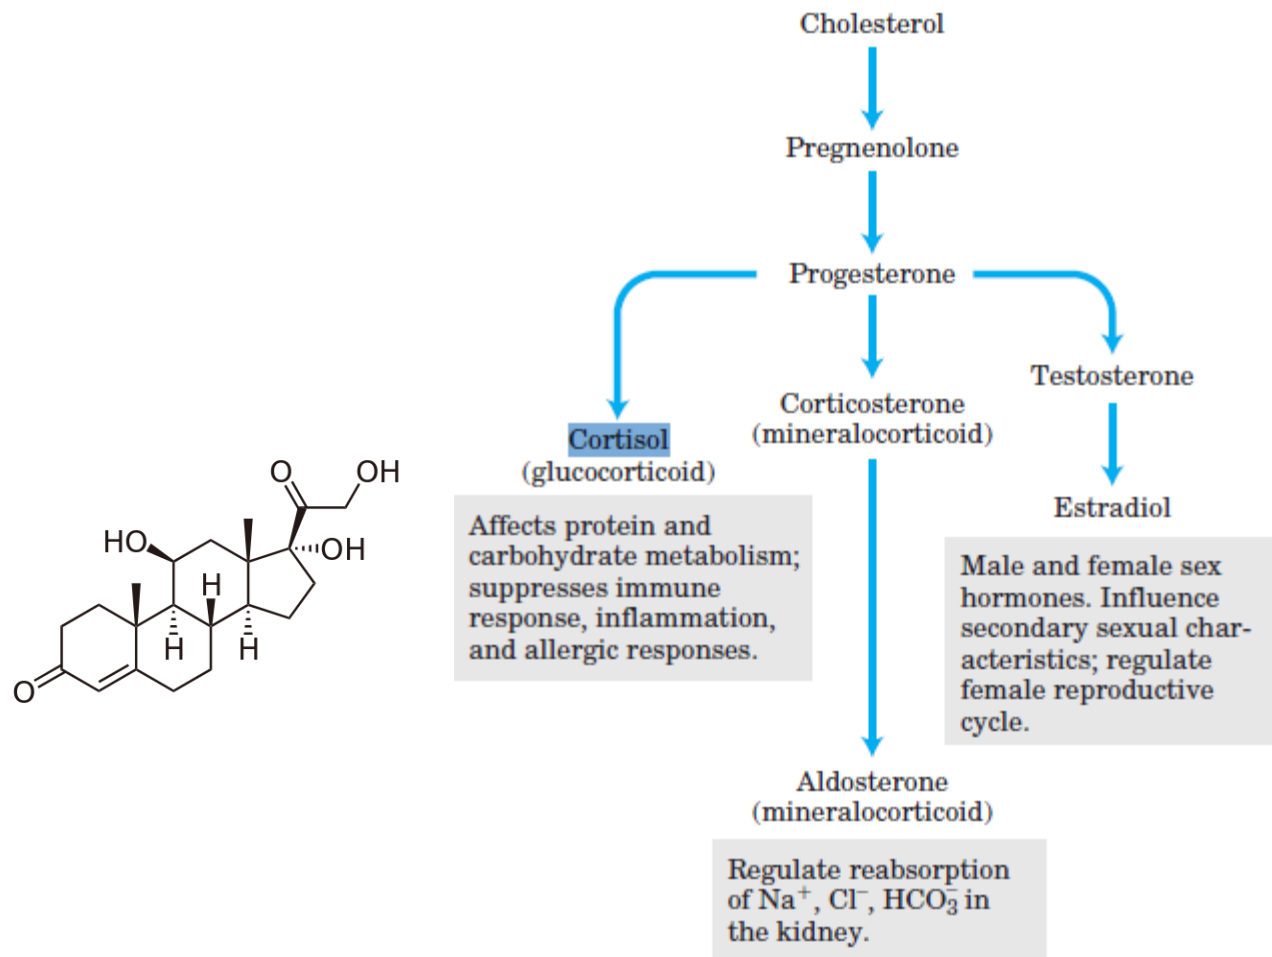 Cholesterol
Pregnenolone
Progesterone
Testosterone
Corticosterone
(mineralocorticoid)
Cortisol
(glucocorticoid)
Affects protein and
carbohydrate metabolism;
suppresses immune
response, inflammation,
and allergic responses.
Estradiol
Male and female sex
hormones. Influence
secondary sexual char-
acteristics; regulate
female reproductive
cycle.
Aldosterone
(mineralocorticoid)
Regulate reabsorption
of Na⁺, Cl⁻, HCO₃⁻ in
the kidney.
O
OH
HO
OH
H
H
H
O